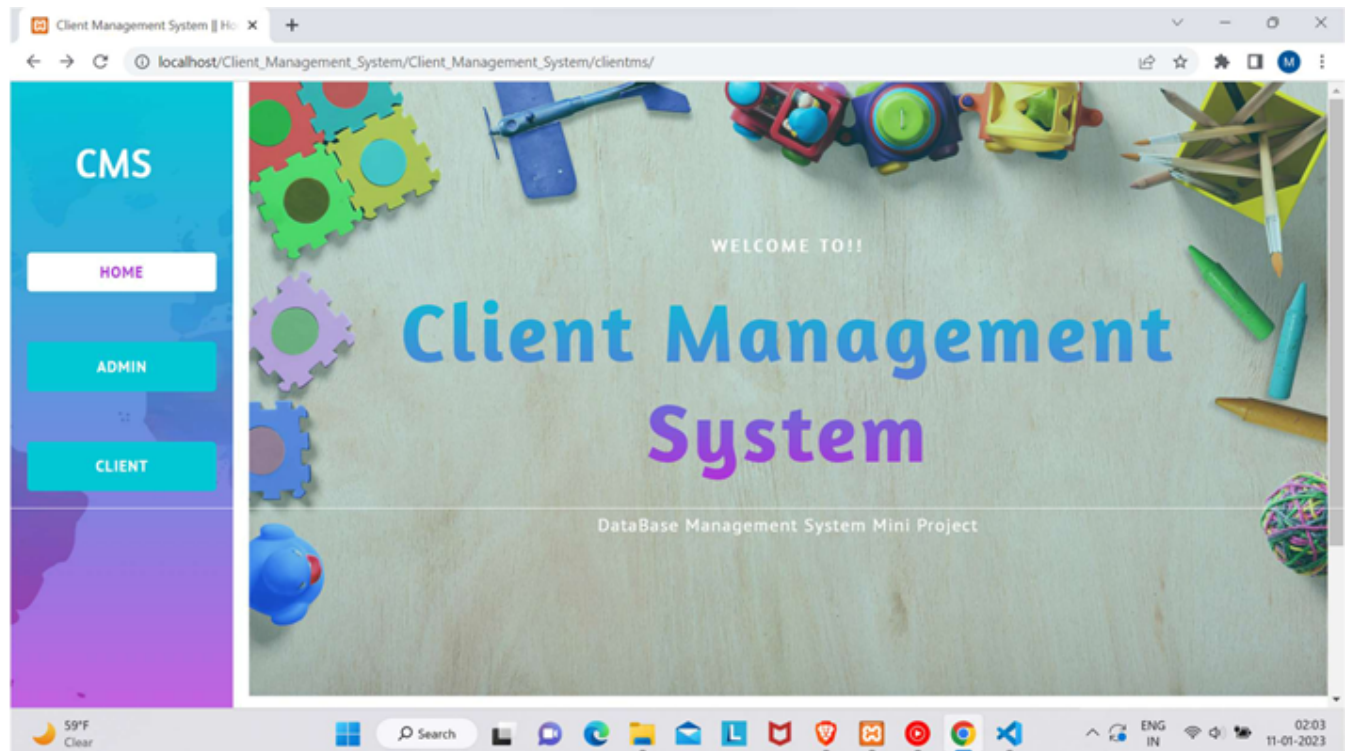 Client Management System || Ho
localhost/Client_Management_System/Client_Management_System/clientms/
M
CMS
HOME
ADMIN
CLIENT
WELCOME TO!!
Client Management
System
DataBase Management System Mini Project
59°F
Clear
Search
L
ENG
IN
02:03
11-01-2023